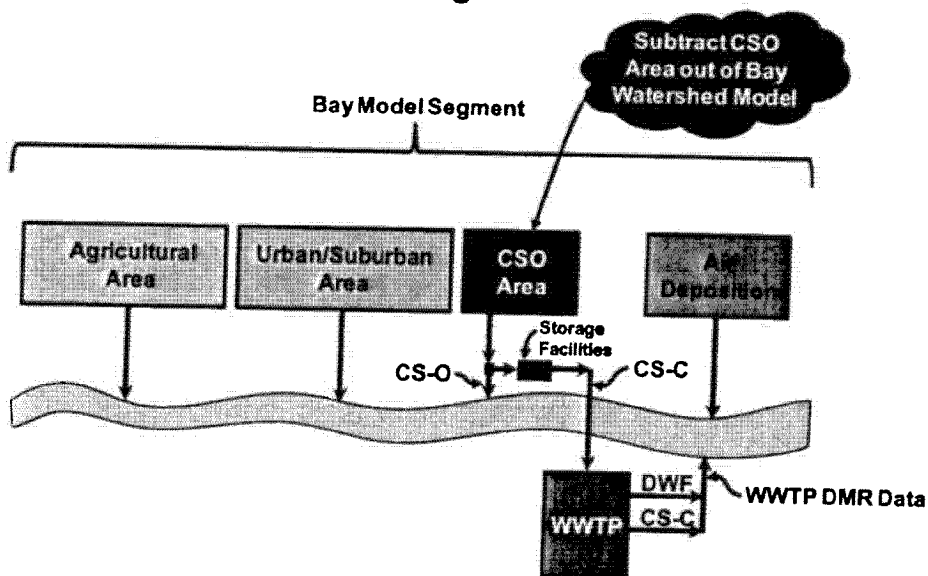 Subtract CSO
Area out of Bay
Watershed Model
Bay Model Segment
Agricultural
Area
Urban/Suburban
Area
CSO
Area
Air
Deposition
Storage
Facilities
CS-O
CS-C
WWTP
DWF
CS-C
WWTP DMR Data